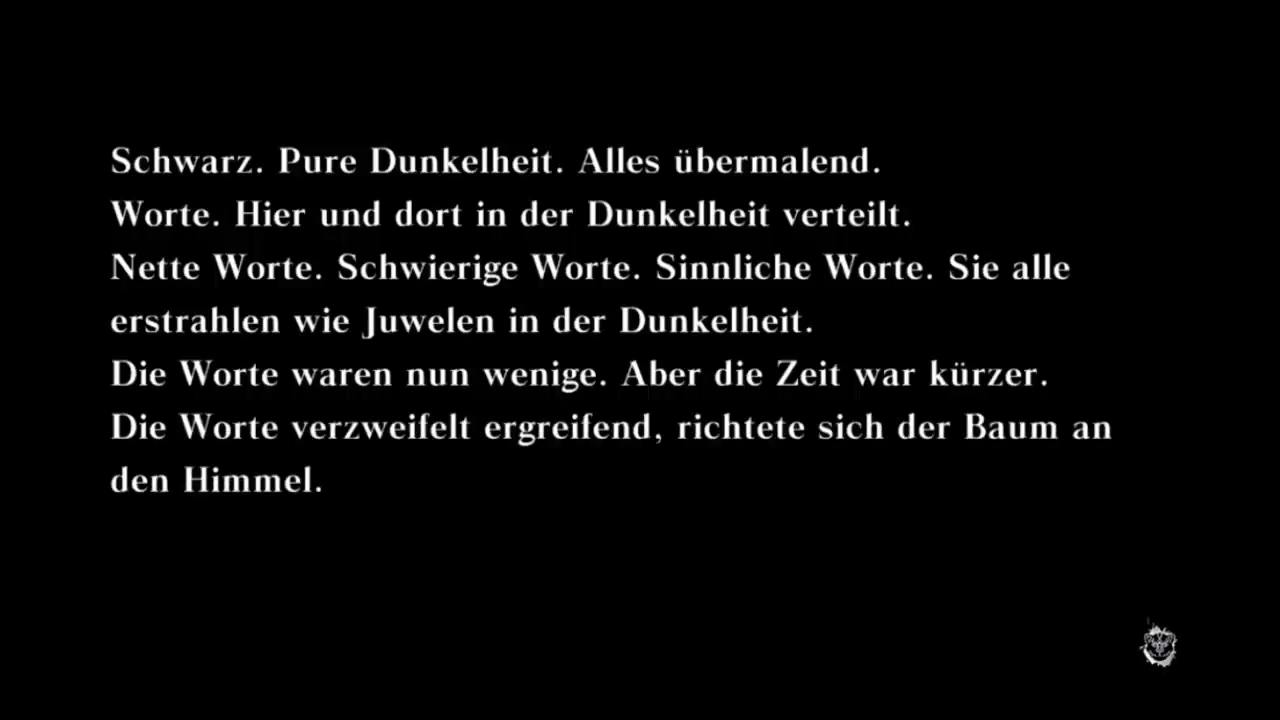 Schwarz. Pure Dunkelheit. Alles übermalend.
Worte. Hier und dort in der Dunkelheit verteilt.
Nette Worte. Schwierige Worte. Sinnliche Worte. Sie alle
erstrahlen wie Juwelen in der Dunkelheit.
Die Worte waren nun wenige. Aber die Zeit war kürzer.
Die Worte verzweifelt ergreifend, richtete sich der Baum an
den Himmel.